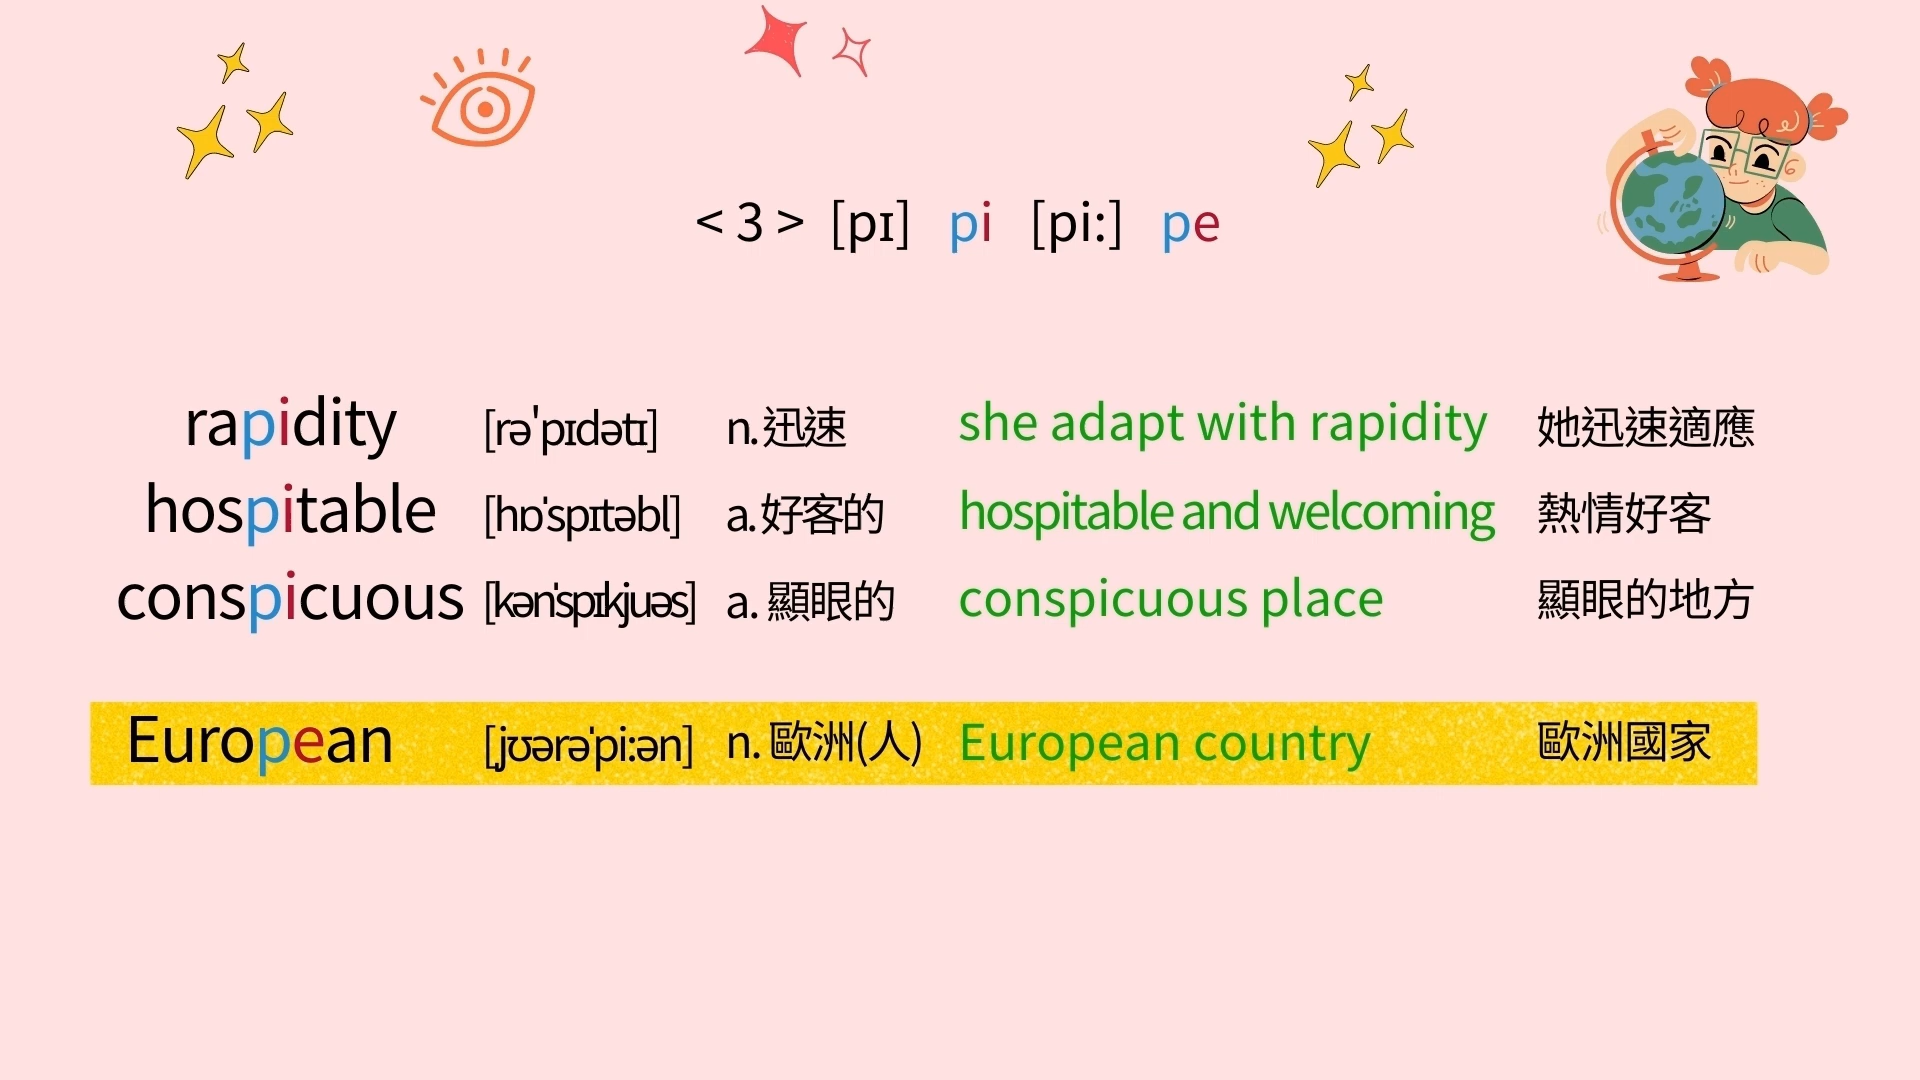 < 3 > [pɪ] pi [pi:] pe
rapidity [rə'pɪdətɪ] n. 迅速 she adapt with rapidity 她迅速適應
hospitable [hɒ'spɪtəbl] a. 好客的 hospitable and welcoming 熱情好客
conspicuous [kən'spɪkjuəs] a. 顯眼的 conspicuous place 顯眼的地方
European [jʊərə'pi:ən] n. 歐洲(人) European country 歐洲國家